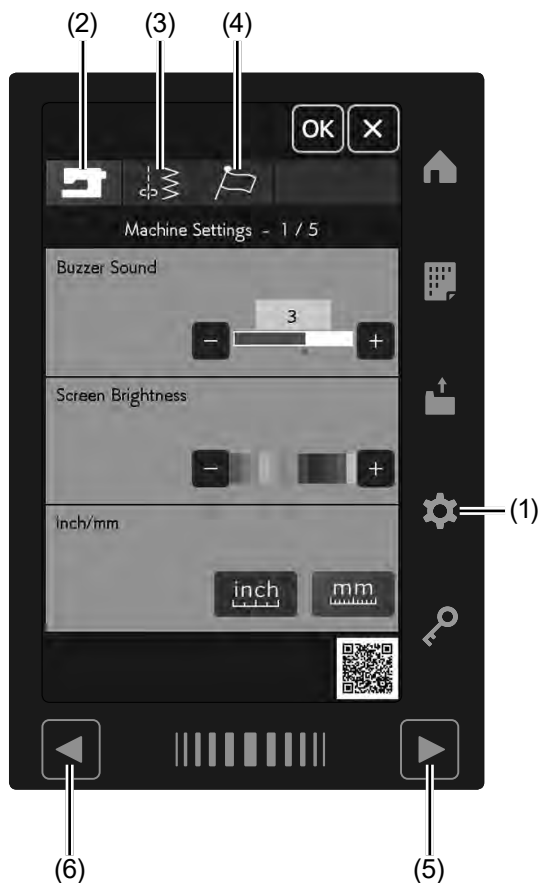 (2) (3) (4)
OK
Machine Settings - 1 / 5
Buzzer Sound
3
- +
Screen Brightness
- +
Inch/mm
inch mm
(1)
(6) (5)